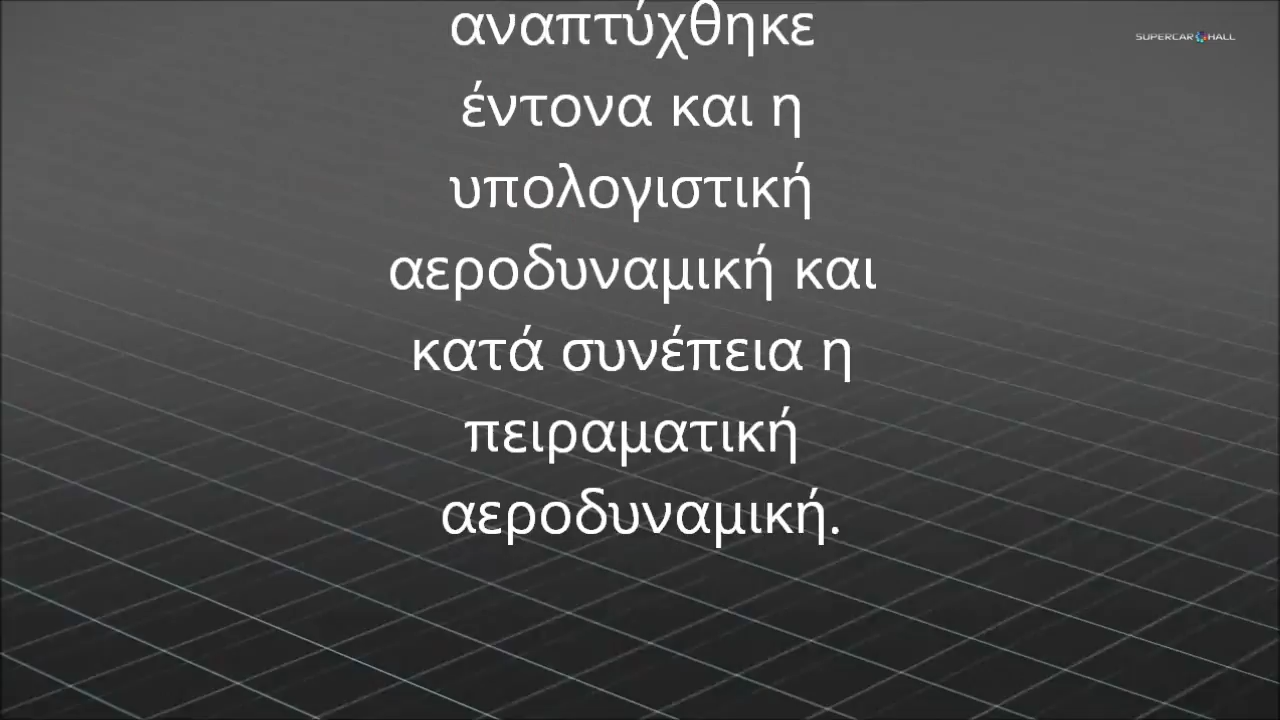 αναπτύχθηκε
SUPERCAR HALL
έντονα και η
υπολογιστική
αεροδυναμική και
κατά συνέπεια η
πειραματική
αεροδυναμική.